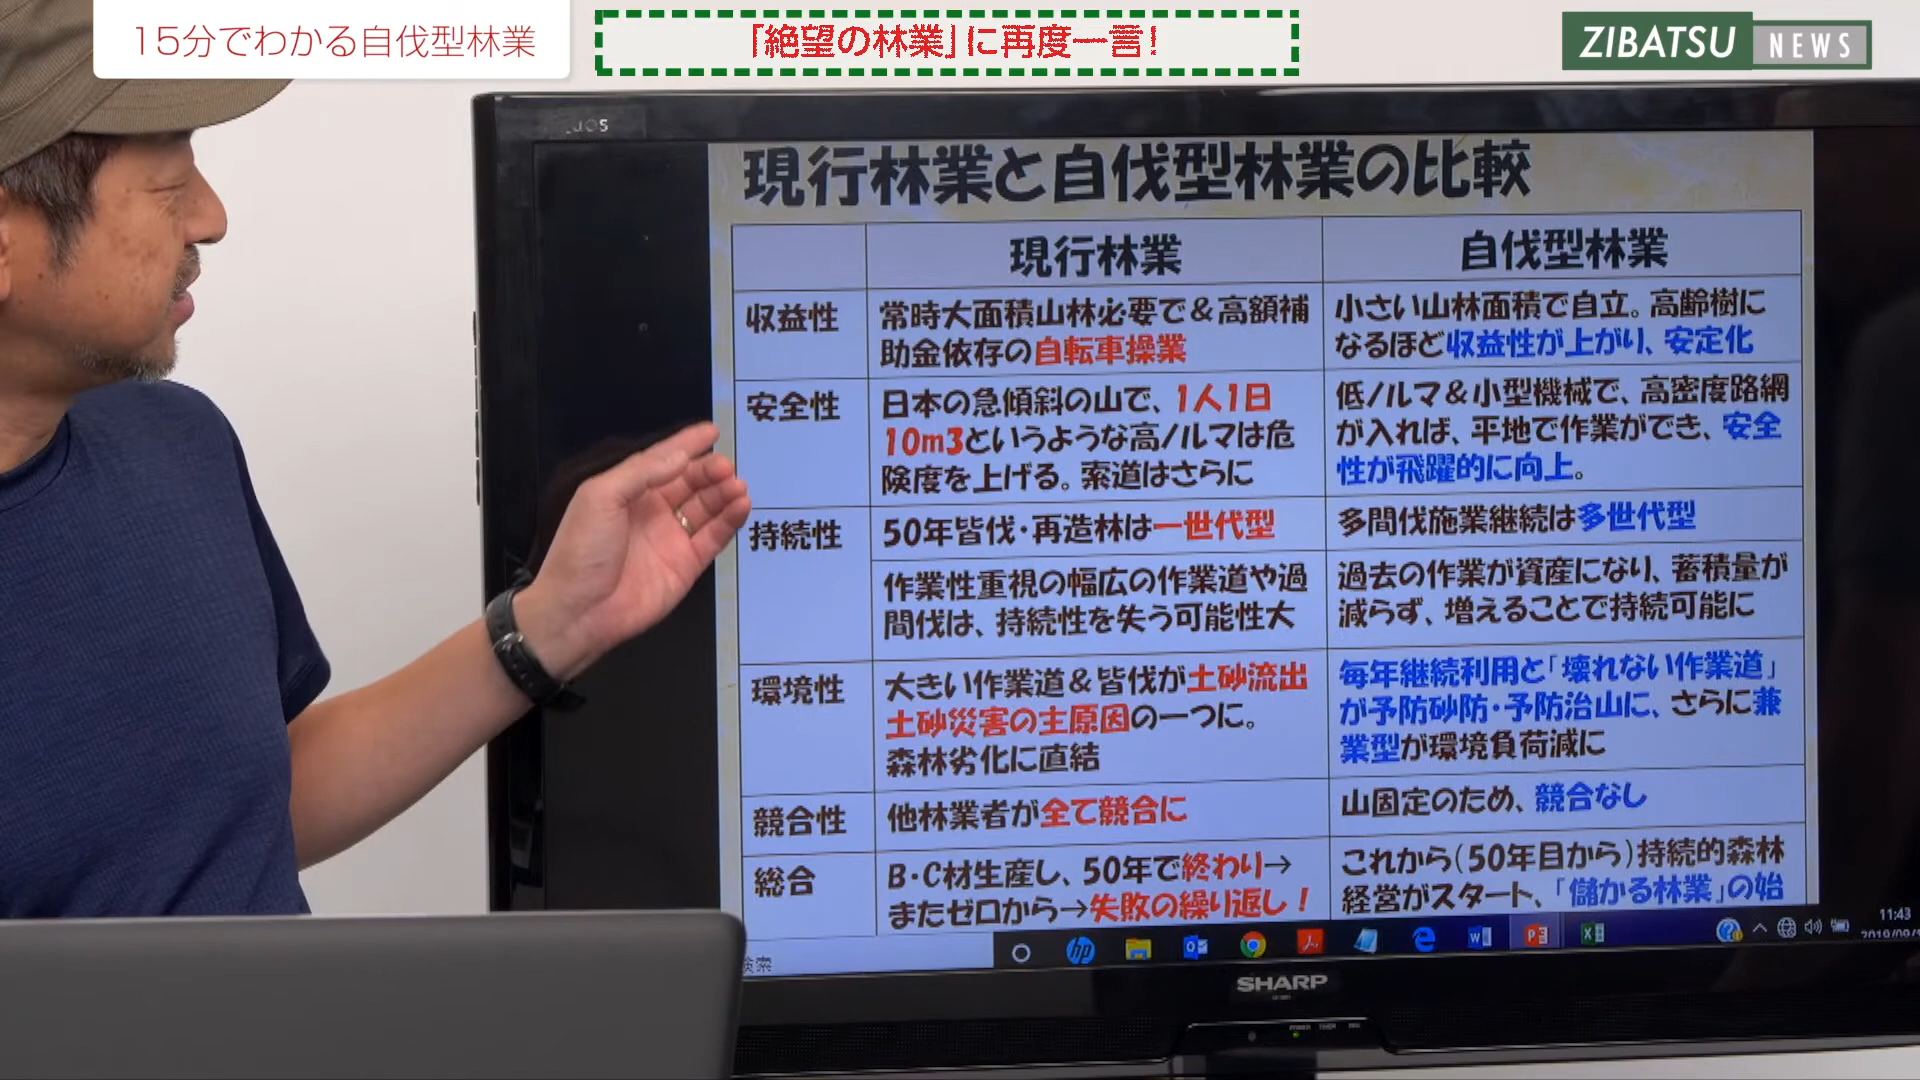 15分でわかる自伐型林業
「絶望の林業」に再度一言!
ZIBATSU NEWS
現行林業と自伐型林業の比較
現行林業
自伐型林業
収益性
常時大面積山林必要で&高額補
助金依存の自転車操業
小さい山林面積で自立。高齢樹に
なるほど収益性が上がり、安定化
安全性
日本の急傾斜の山で、1人1日
10m3というような高ノルマは危
険度を上げる。索道はさらに
低ノルマ&小型機械で、高密度路網
が入れば、平地で作業ができ、安全
性が飛躍的に向上。
持続性
50年皆伐・再造林は一世代型
多間伐施業継続は多世代型
作業性重視の幅広の作業道や過
間伐は、持続性を失う可能性大
過去の作業が資産になり、蓄積量が
減らず、増えることで持続可能に
環境性
大きい作業道&皆伐が土砂流出
土砂災害の主原因の一つに。
森林劣化に直結
毎年継続利用と「壊れない作業道」
が予防砂防・予防治山に、さらに兼
業型が環境負荷減に
競合性
他林業者が全て競合に
山固定のため、競合なし
総合
B・C材生産し、50年で終わり→
またゼロから→失敗の繰り返し!
これから(50年目から)持続的森林
経営がスタート、「儲かる林業」の始
検索
hp
11:43
SHARP